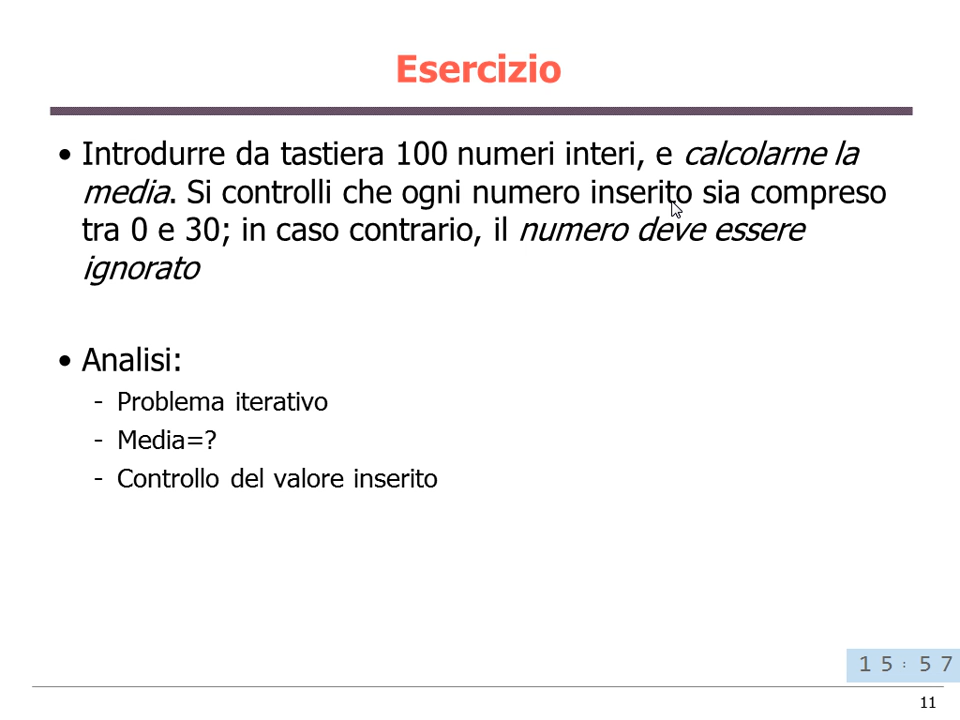 Esercizio
• Introdurre da tastiera 100 numeri interi, e calcolarne la
media. Si controlli che ogni numero inserito sia compreso
tra 0 e 30; in caso contrario, il numero deve essere
ignorato
• Analisi:
- Problema iterativo
- Media=?
- Controllo del valore inserito
15:57
11